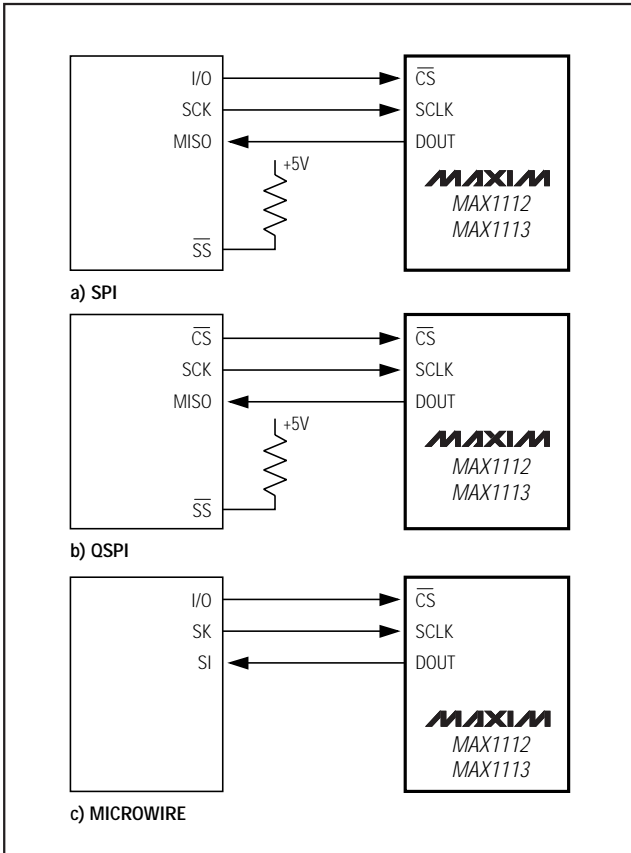 I/O CS
SCK SCLK
MISO DOUT
+5V
MAXIM
MAX1112
MAX1113
SS
a) SPI
CS CS
SCK SCLK
MISO DOUT
+5V
MAXIM
MAX1112
MAX1113
SS
b) QSPI
I/O CS
SK SCLK
SI DOUT
MAXIM
MAX1112
MAX1113
c) MICROWIRE